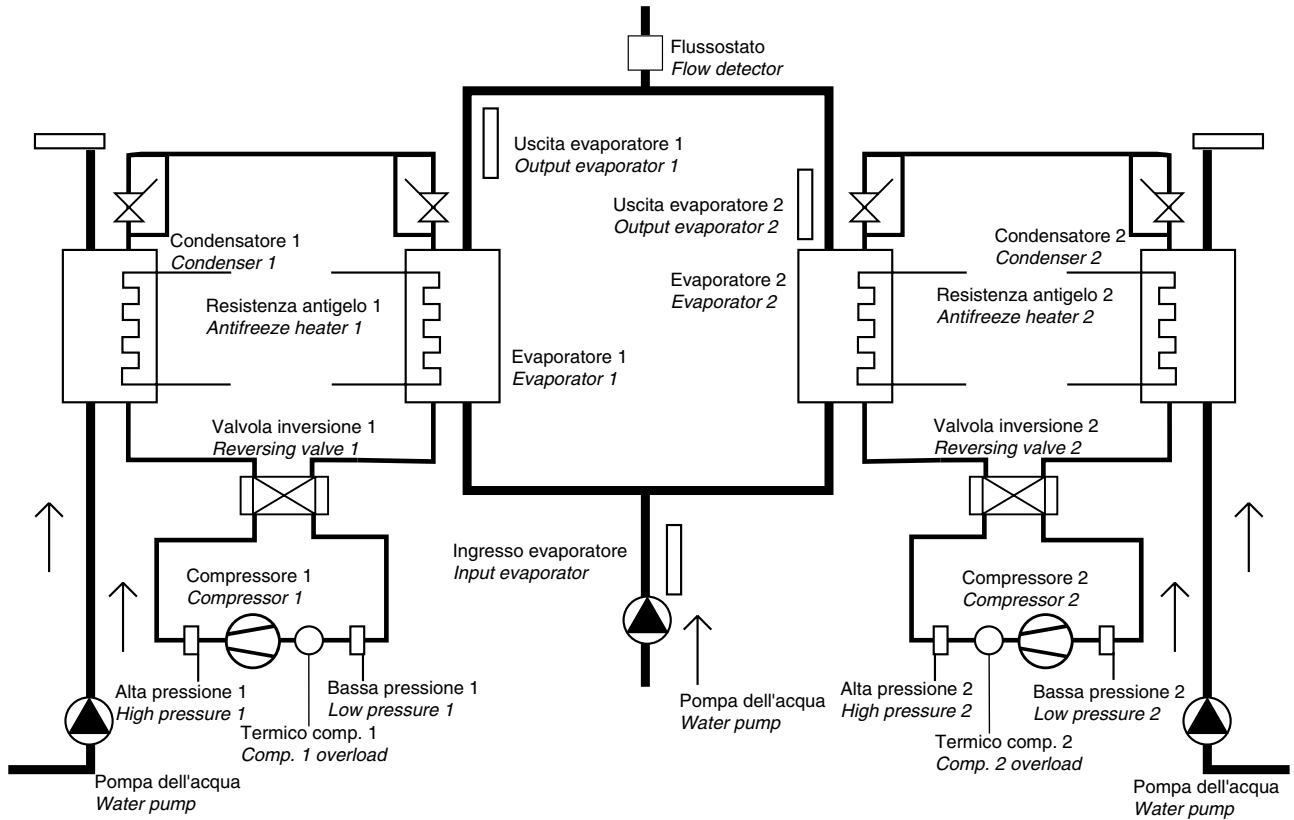 Flussostato
Flow detector
Uscita evaporatore 1
Output evaporator 1
Uscita evaporatore 2
Output evaporator 2
Condensatore 1
Condenser 1
Condensatore 2
Condenser 2
Evaporatore 2
Evaporator 2
Resistenza antigelo 1
Antifreeze heater 1
Resistenza antigelo 2
Antifreeze heater 2
Evaporatore 1
Evaporator 1
Valvola inversione 1
Reversing valve 1
Valvola inversione 2
Reversing valve 2
Ingresso evaporatore
Input evaporator
Compressore 1
Compressor 1
Compressore 2
Compressor 2
Alta pressione 1
High pressure 1
Bassa pressione 1
Low pressure 1
Pompa dell'acqua
Water pump
Alta pressione 2
High pressure 2
Bassa pressione 2
Low pressure 2
Termico comp. 1
Comp. 1 overload
Termico comp. 2
Comp. 2 overload
Pompa dell'acqua
Water pump
Pompa dell'acqua
Water pump